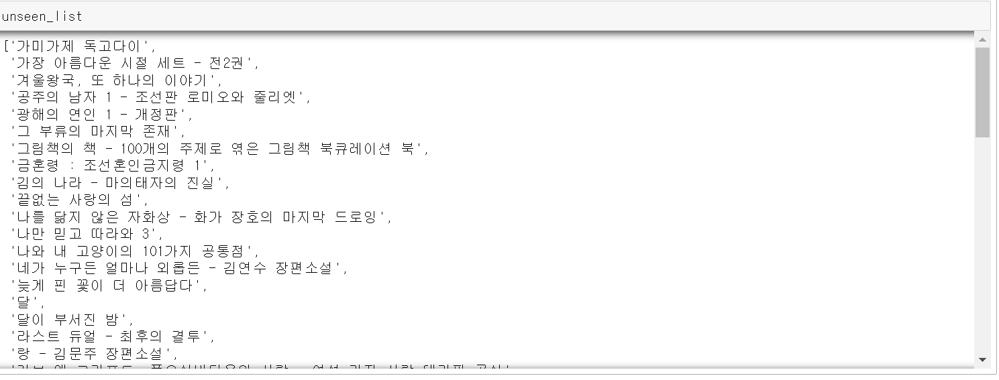 unseen_list
['가미가제 독고다이',
'가장 아름다운 시절 세트 - 전2권',
'겨울왕국, 또 하나의 이야기',
'공주의 남자 1 - 조선판 로미오와 줄리엣',
'광해의 연인 1 - 개정판',
'그 부류의 마지막 존재',
'그림책의 책 - 100개의 주제로 엮은 그림책 북큐레이션 북',
'금혼령 : 조선혼인금지령 1',
'김의 나라 - 마의태자의 진실',
'끝없는 사랑의 섬',
'나를 닮지 않은 자화상 - 화가 장호의 마지막 드로잉',
'나만 믿고 따라와 3',
'나와 내 고양이의 101가지 공통점',
'네가 누구든 얼마나 외롭든 - 김연수 장편소설',
'늦게 핀 꽃이 더 아름답다',
'달',
'달이 부서진 밤',
'라스트 듀얼 - 최후의 결투',
'랑 - 김문주 장편소설',